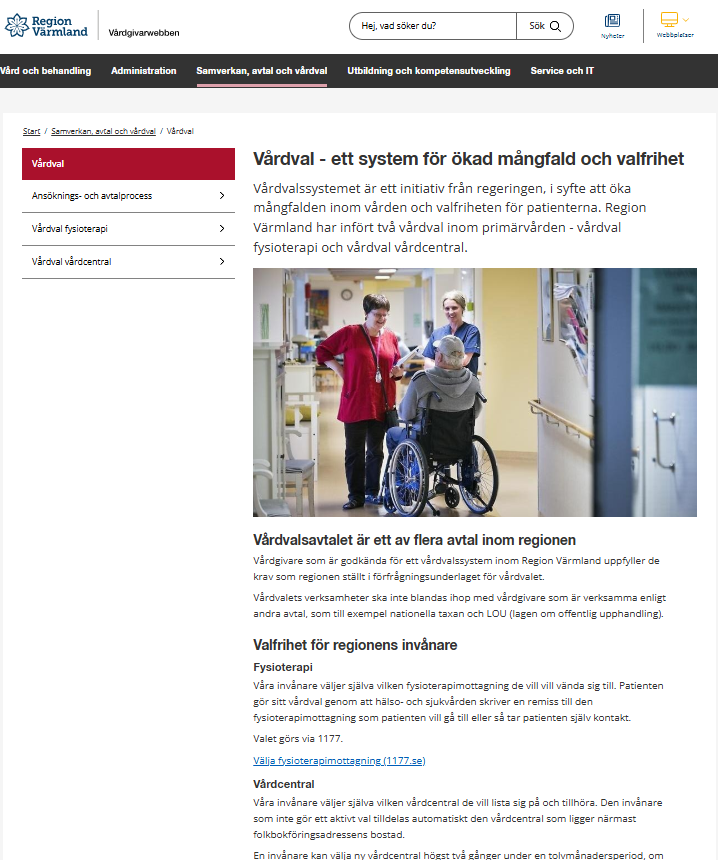 Region
Värmland
Vårdgivarwebben
Hej, vad söker du?
Sök
Nyheter
Webbplatser
Vård och behandling
Administration
Samverkan, avtal och vårdval
Utbildning och kompetensutveckling
Service och IT
Start / Samverkan, avtal och vårdval / Vårdval
Vårdval
Ansöknings- och avtalprocess
Vårdval fysioterapi
Vårdval vårdcentral
Vårdval - ett system för ökad mångfald och valfrihet
Vårdvalssystemet är ett initiativ från regeringen, i syfte att öka
mångfalden inom vården och valfriheten för patienterna. Region
Värmland har infört två vårdval inom primärvården - vårdval
fysioterapi och vårdval vårdcentral.
Vårdvalsavtalet är ett av flera avtal inom regionen
Vårdgivare som är godkända för ett vårdvalssystem inom Region Värmland uppfyller de
krav som regionen ställt i förfrågningsunderlaget för vårdvalet.
Vårdvalets verksamheter ska inte blandas ihop med vårdgivare som är verksamma enligt
andra avtal, som till exempel nationella taxan och LOU (lagen om offentlig upphandling).
Valfrihet för regionens invånare
Fysioterapi
Våra invånare väljer själva vilken fysioterapimottagning de vill vill vända sig till. Patienten
gör sitt vårdval genom att hälso- och sjukvården skriver en remiss till den
fysioterapimottagning som patienten vill gå till eller så tar patienten själv kontakt.
Valet görs via 1177.
Välja fysioterapimottagning (1177.se)
Vårdcentral
Våra invånare väljer själva vilken vårdcentral de vill lista sig på och tillhöra. Den invånare
som inte gör ett aktivt val tilldelas automatiskt den vårdcentral som ligger närmast
folkbokföringsadressens bostad.
En invånare kan välja ny vårdcentral högst två gånger under en tolvmånadersperiod, om